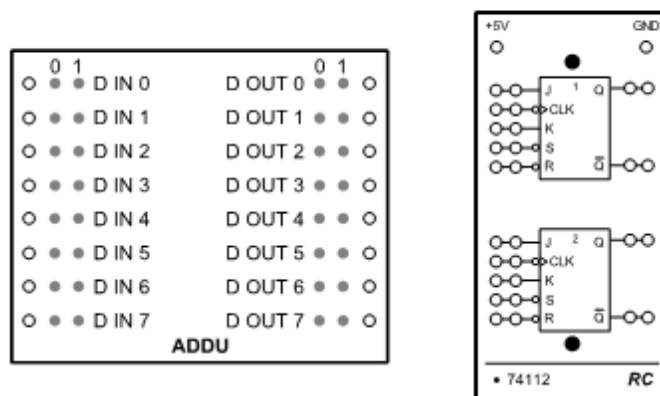 0 1 0 1
D IN 0 D OUT 0
D IN 1 D OUT 1
D IN 2 D OUT 2
D IN 3 D OUT 3
D IN 4 D OUT 4
D IN 5 D OUT 5
D IN 6 D OUT 6
D IN 7 D OUT 7
ADDU
+5V GND
J 1 Q
CLK
K
S
R Q̅
J 2 Q
CLK
K
S
R Q̅
• 74112 RC